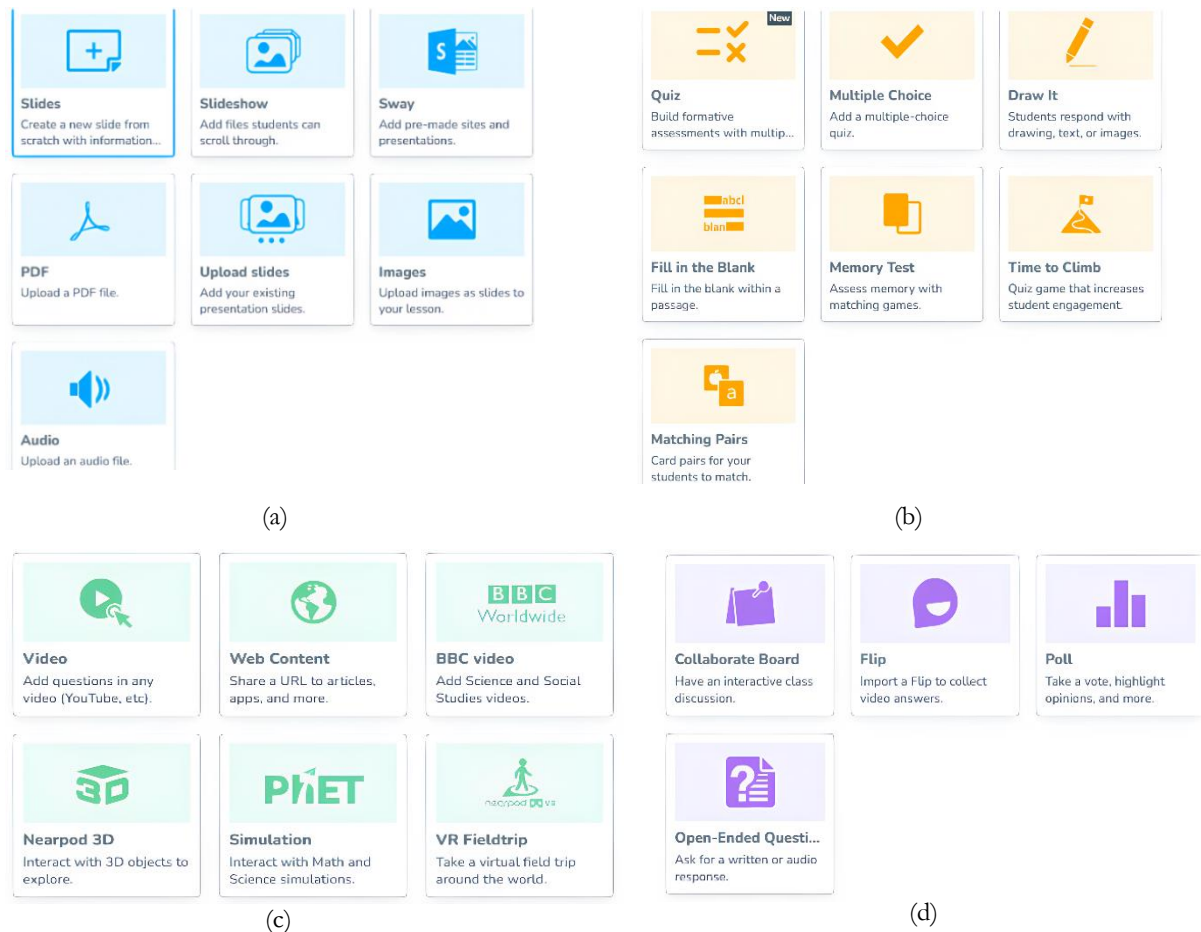 Slides
Create a new slide from
scratch with information...
Slideshow
Add files students can
scroll through.
S
Sway
Add pre-made sites and
presentations.
PDF
Upload a PDF file.
Upload slides
Add your existing
presentation slides.
Images
Upload images as slides to
your lesson.
Audio
Upload an audio file.
(a)
New
Quiz
Build formative
assessments with multip...
Multiple Choice
Add a multiple-choice
quiz.
Draw It
Students respond with
drawing, text, or images.
abcl
blan
Fill in the Blank
Fill in the blank within a
passage.
Memory Test
Assess memory with
matching games.
Time to Climb
Quiz game that increases
student engagement.
a
Matching Pairs
Card pairs for your
students to match.
(b)
Video
Add questions in any
video (YouTube, etc).
Web Content
Share a URL to articles,
apps, and more.
BBC
Worldwide
BBC video
Add Science and Social
Studies videos.
3D
Nearpod 3D
Interact with 3D objects to
explore.
PhET
Simulation
Interact with Math and
Science simulations.
nearpod VR
VR Fieldtrip
Take a virtual field trip
around the world.
(c)
Collaborate Board
Have an interactive class
discussion.
Flip
Import a Flip to collect
video answers.
Poll
Take a vote, highlight
opinions, and more.
?
Open-Ended Questi...
Ask for a written or audio
response.
(d)